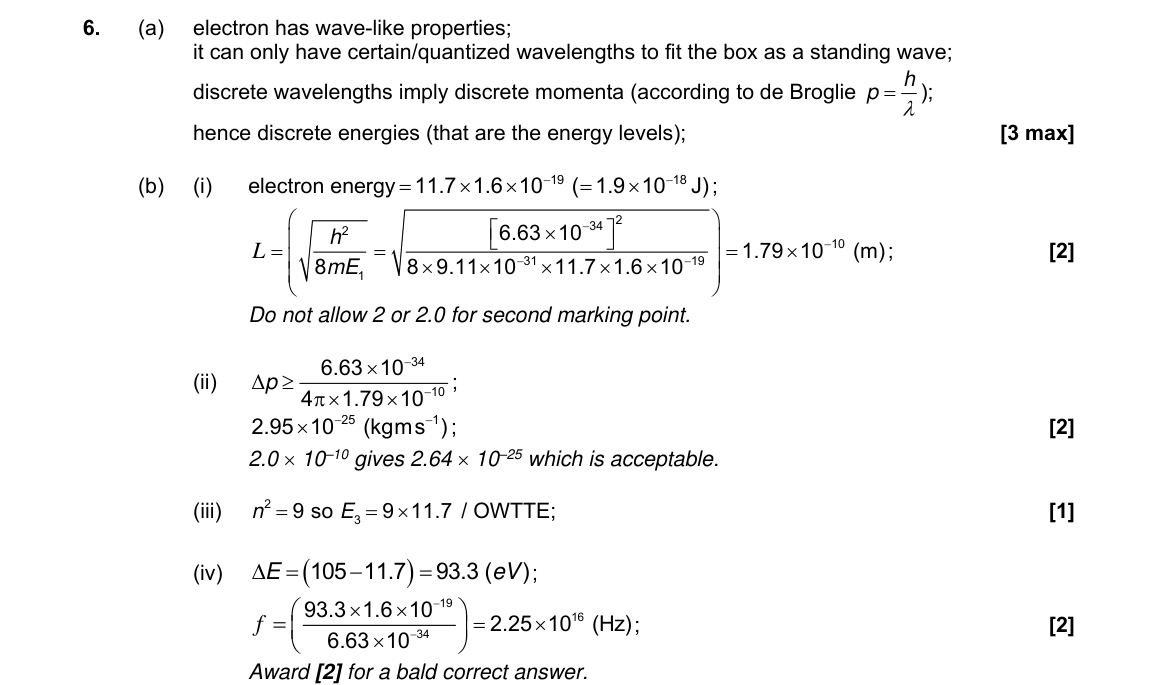 6. (a) electron has wave-like properties;
it can only have certain/quantized wavelengths to fit the box as a standing wave;
discrete wavelengths imply discrete momenta (according to de Broglie p = h/λ);
hence discrete energies (that are the energy levels); [3 max]
(b) (i) electron energy = 11.7 × 1.6 × 10⁻¹⁹ (= 1.9 × 10⁻¹⁸ J);
L = (√(h²/8mE₁) = √([6.63 × 10⁻³⁴]²/8 × 9.11 × 10⁻³¹ × 11.7 × 1.6 × 10⁻¹⁹)) = 1.79 × 10⁻¹⁰ (m); [2]
Do not allow 2 or 2.0 for second marking point.
(ii) Δp ≥ 6.63 × 10⁻³⁴/4π × 1.79 × 10⁻¹⁰;
2.95 × 10⁻²⁵ (kgms⁻¹); [2]
2.0 × 10⁻¹⁰ gives 2.64 × 10⁻²⁵ which is acceptable.
(iii) n² = 9 so E₃ = 9 × 11.7 / OWTTE; [1]
(iv) ΔE = (105 − 11.7) = 93.3 (eV);
f = (93.3 × 1.6 × 10⁻¹⁹/6.63 × 10⁻³⁴) = 2.25 × 10¹⁶ (Hz); [2]
Award [2] for a bald correct answer.